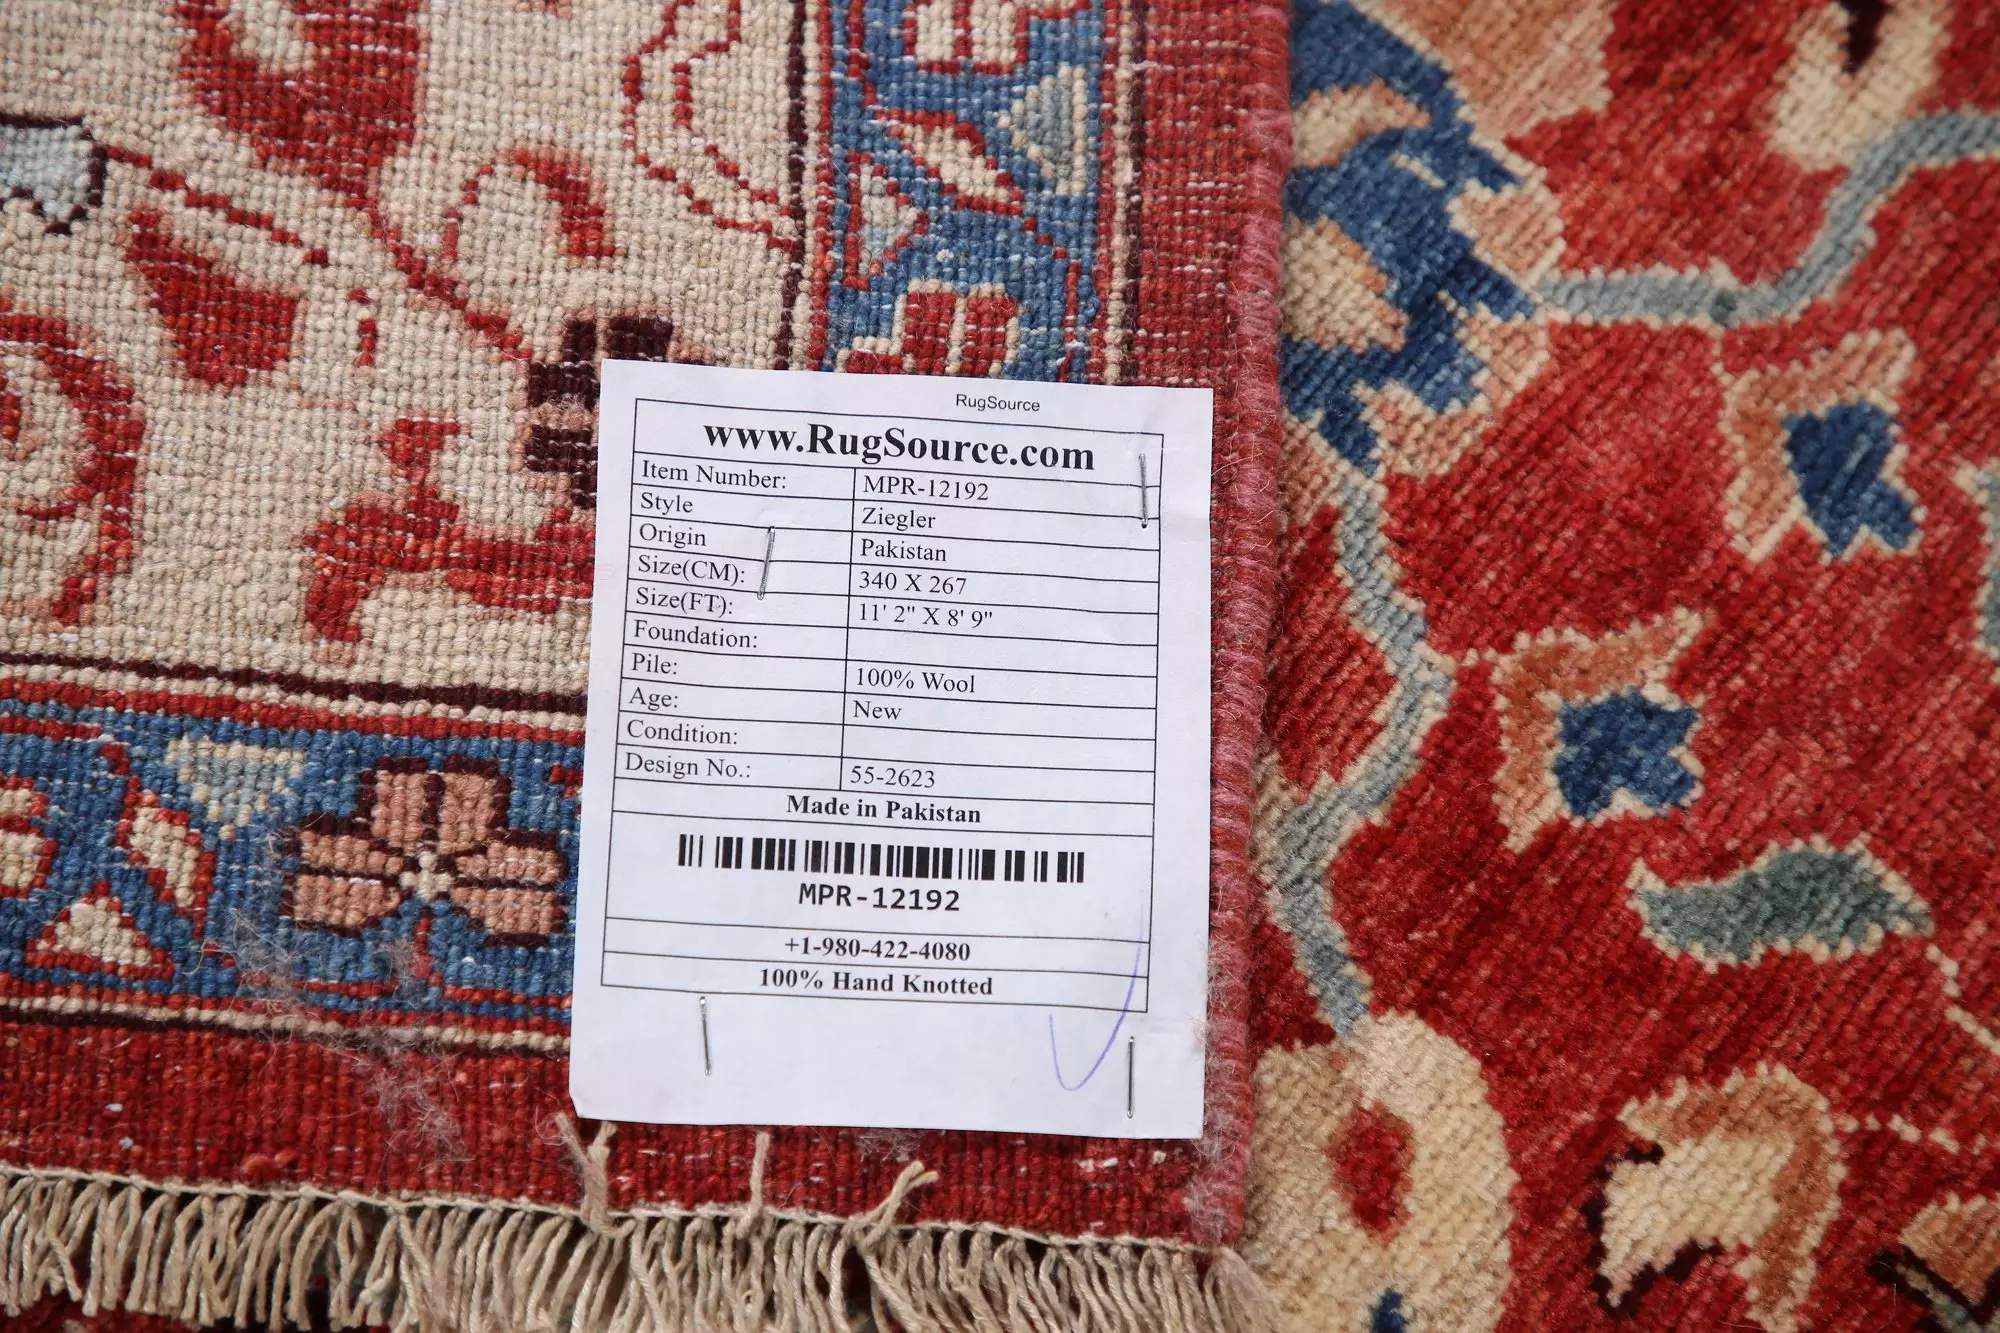 RugSource
www.RugSource.com
Item Number: MPR-12192
Style Ziegler
Origin Pakistan
Size(CM): 340 X 267
Size(FT): 11' 2" X 8' 9"
Foundation:
Pile: 100% Wool
Age: New
Condition:
Design No.: 55-2623
Made in Pakistan
MPR-12192
+1-980-422-4080
100% Hand Knotted